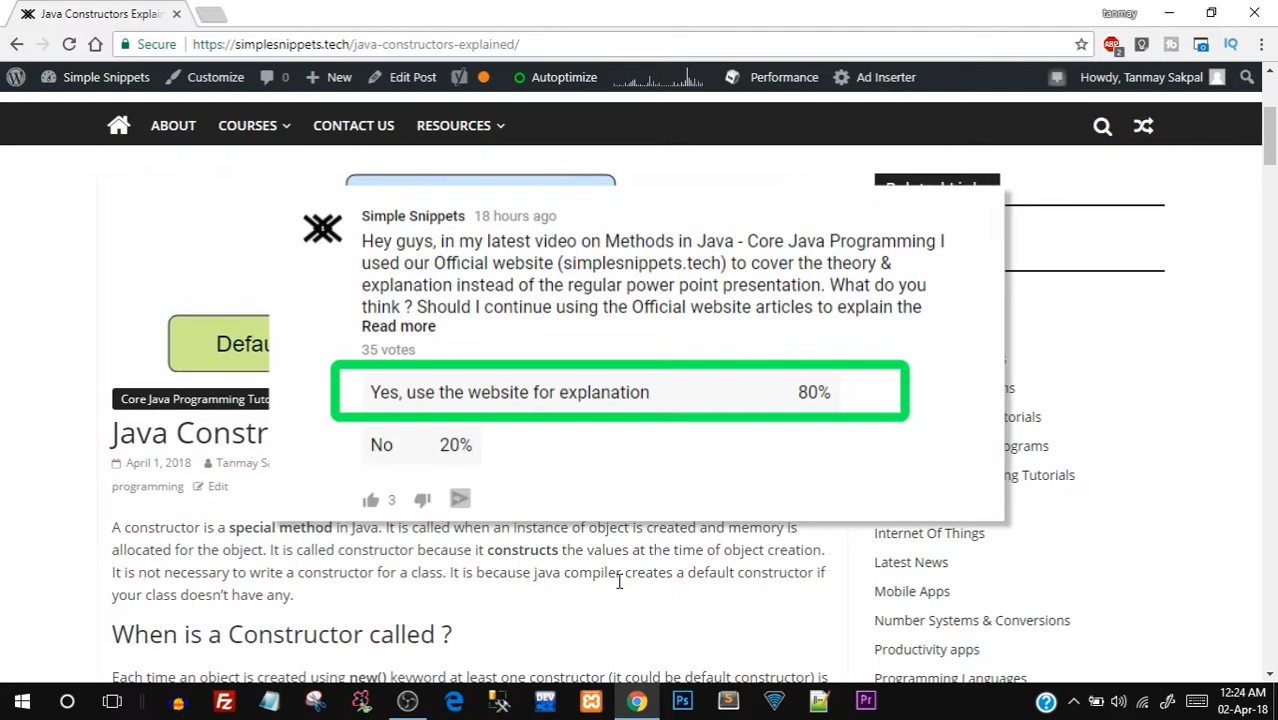 Java Constructors Explain
tanmay
Secure
https://simplesnippets.tech/java-constructors-explained/
ABP
2
tb
IQ
Simple Snippets
Customize
0
New
Edit Post
Autoptimize
Performance
Ad Inserter
Howdy, Tanmay Sakpal
ABOUT
COURSES
CONTACT US
RESOURCES
Simple Snippets 18 hours ago
Hey guys, in my latest video on Methods in Java - Core Java Programming I
used our Official website (simplesnippets.tech) to cover the theory &
explanation instead of the regular power point presentation. What do you
think ? Should I continue using the Official website articles to explain the
Read more
35 votes
Yes, use the website for explanation 80%
No 20%
3
Defau
Core Java Programming Tuto
Java Constr
April 1, 2018 Tanmay Sa
programming Edit
A constructor is a special method in Java. It is called when an instance of object is created and memory is
allocated for the object. It is called constructor because it constructs the values at the time of object creation.
It is not necessary to write a constructor for a class. It is because java compiler creates a default constructor if
your class doesn't have any.
When is a Constructor called ?
Each time an object is created using new() keyword at least one constructor (it could be default constructor) is
torials
ograms
ng Tutorials
Internet Of Things
Latest News
Mobile Apps
Number Systems & Conversions
Productivity apps
Programming Languages
DEV
Ps
S
Pr
12:24 AM
02-Apr-18